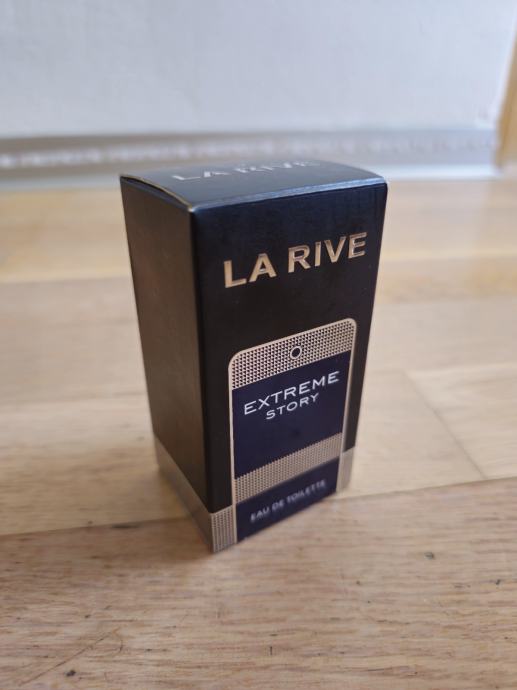 LA RIVE
LA RIVE
EXTREME
STORY
EAU DE TOILETTE